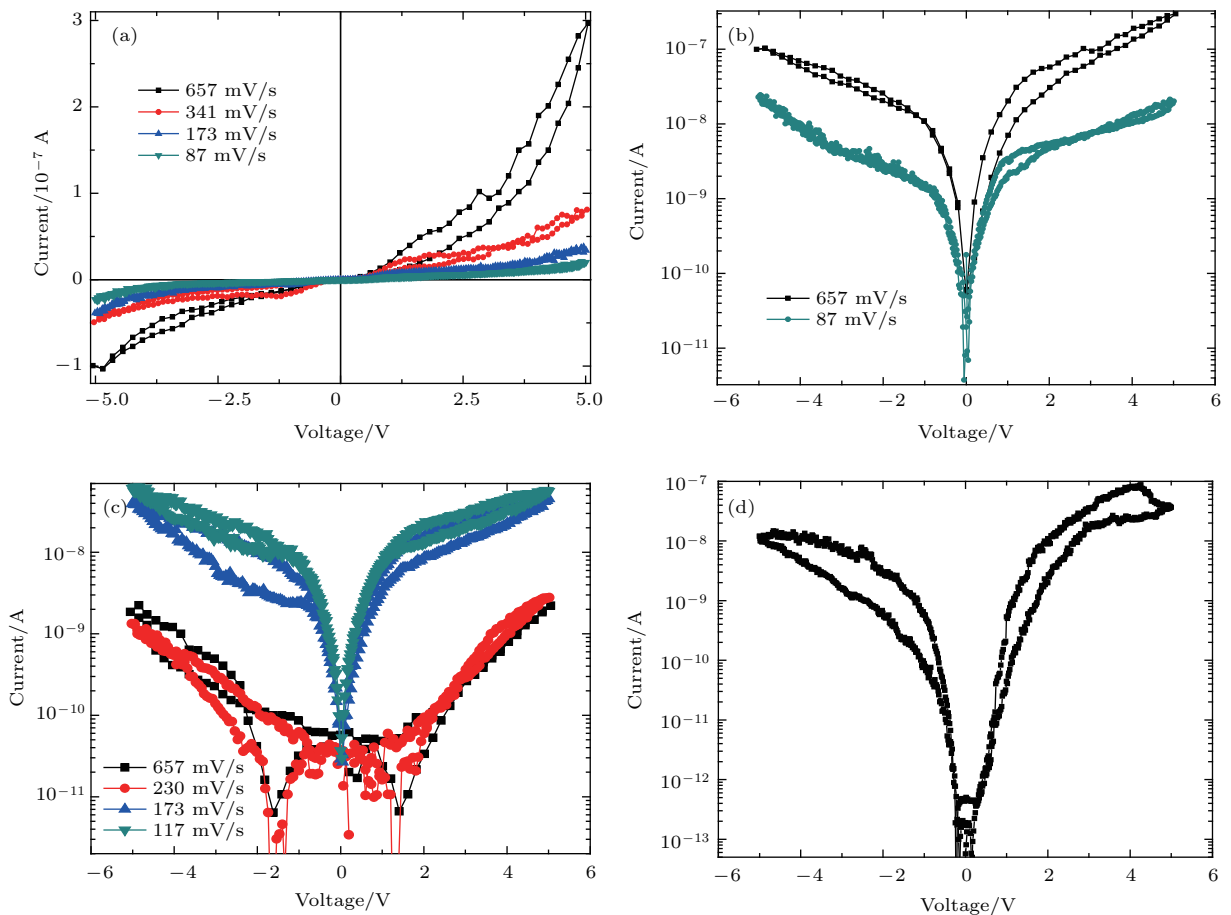 (a)
3
2
1
0
−1
Current/10⁻⁷ A
657 mV/s
341 mV/s
173 mV/s
87 mV/s
−5.0
−2.5
0
2.5
5.0
Voltage/V
(b)
10⁻⁷
10⁻⁸
10⁻⁹
10⁻¹⁰
10⁻¹¹
Current/A
657 mV/s
87 mV/s
−6
−4
−2
0
2
4
6
Voltage/V
(c)
10⁻⁸
10⁻⁹
10⁻¹⁰
10⁻¹¹
Current/A
657 mV/s
230 mV/s
173 mV/s
117 mV/s
−6
−4
−2
0
2
4
6
Voltage/V
(d)
10⁻⁷
10⁻⁸
10⁻⁹
10⁻¹⁰
10⁻¹¹
10⁻¹²
10⁻¹³
Current/A
−6
−4
−2
0
2
4
6
Voltage/V